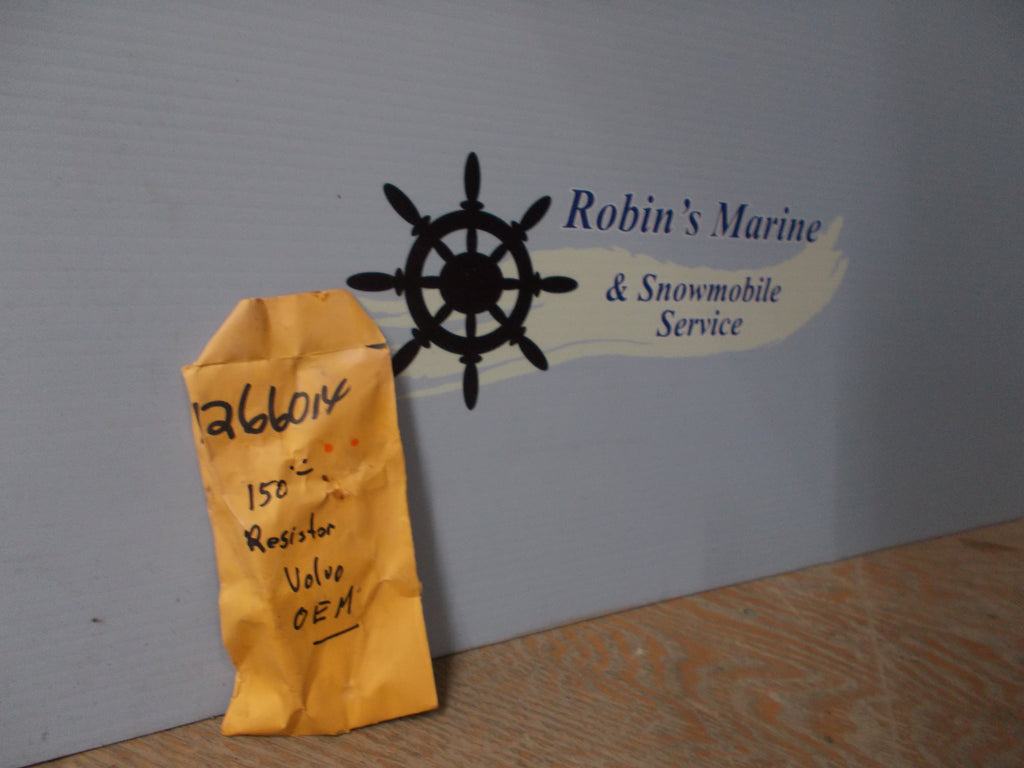 Robin's Marine
& Snowmobile
Service
1266014
150
Resistor
Volvo
OEM